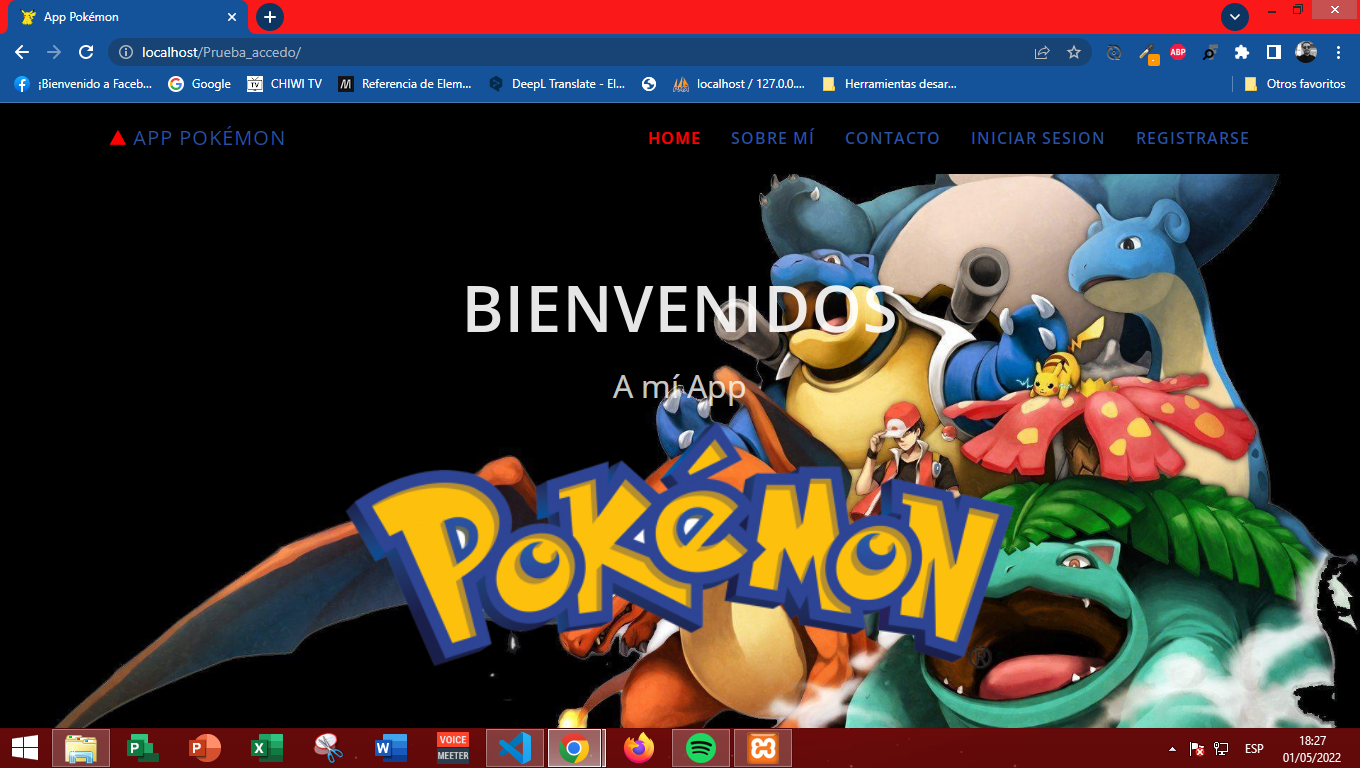 App Pokémon
localhost/Prueba_accedo/
ABP
¡Bienvenido a Faceb...
Google
TV
CHIWI TV
M
Referencia de Elem...
DeepL Translate - El...
localhost / 127.0.0....
Herramientas desar...
Otros favoritos
APP POKÉMON
HOME
SOBRE MÍ
CONTACTO
INICIAR SESION
REGISTRARSE
BIENVENIDOS
A mí App
POKéMON
®
VOICE
MEETER
ESP
18:27
01/05/2022